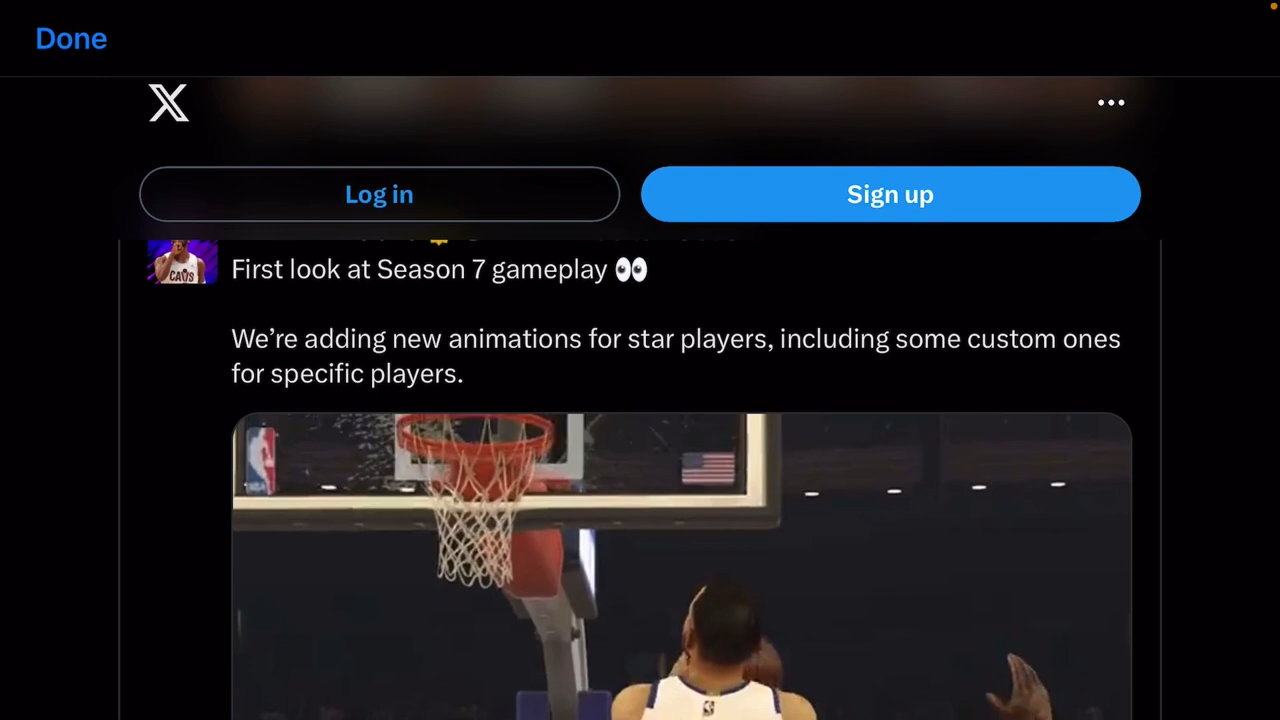 Done
Log in
Sign up
CAVS
First look at Season 7 gameplay 👀
We’re adding new animations for star players, including some custom ones
for specific players.
NBA